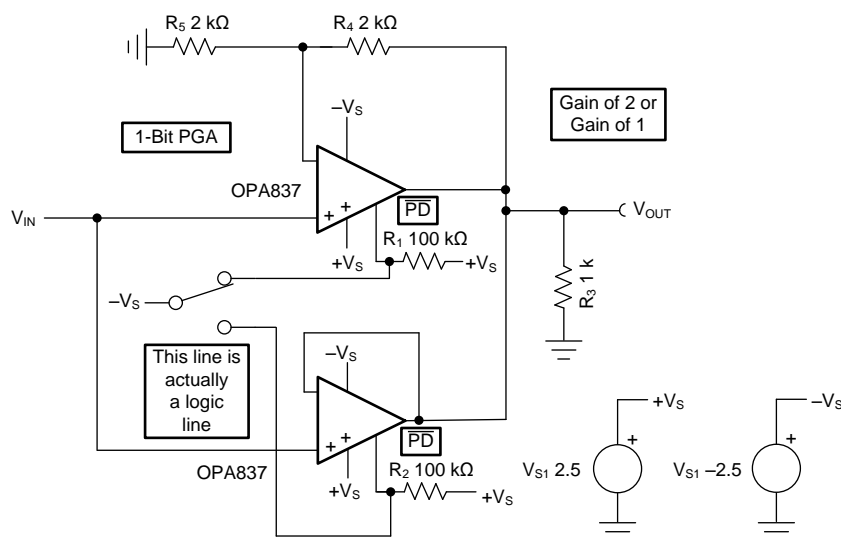 R5 2 kΩ
R4 2 kΩ
–VS
1-Bit PGA
Gain of 2 or
Gain of 1
OPA837
PD
VIN
+
+
VOUT
+VS
R1 100 kΩ
+VS
R3 1 k
–VS
This line is
actually
a logic
line
–VS
+VS
–VS
+
+
PD
+
+
OPA837
VS1 2.5
VS1 –2.5
R2 100 kΩ
+VS
+VS